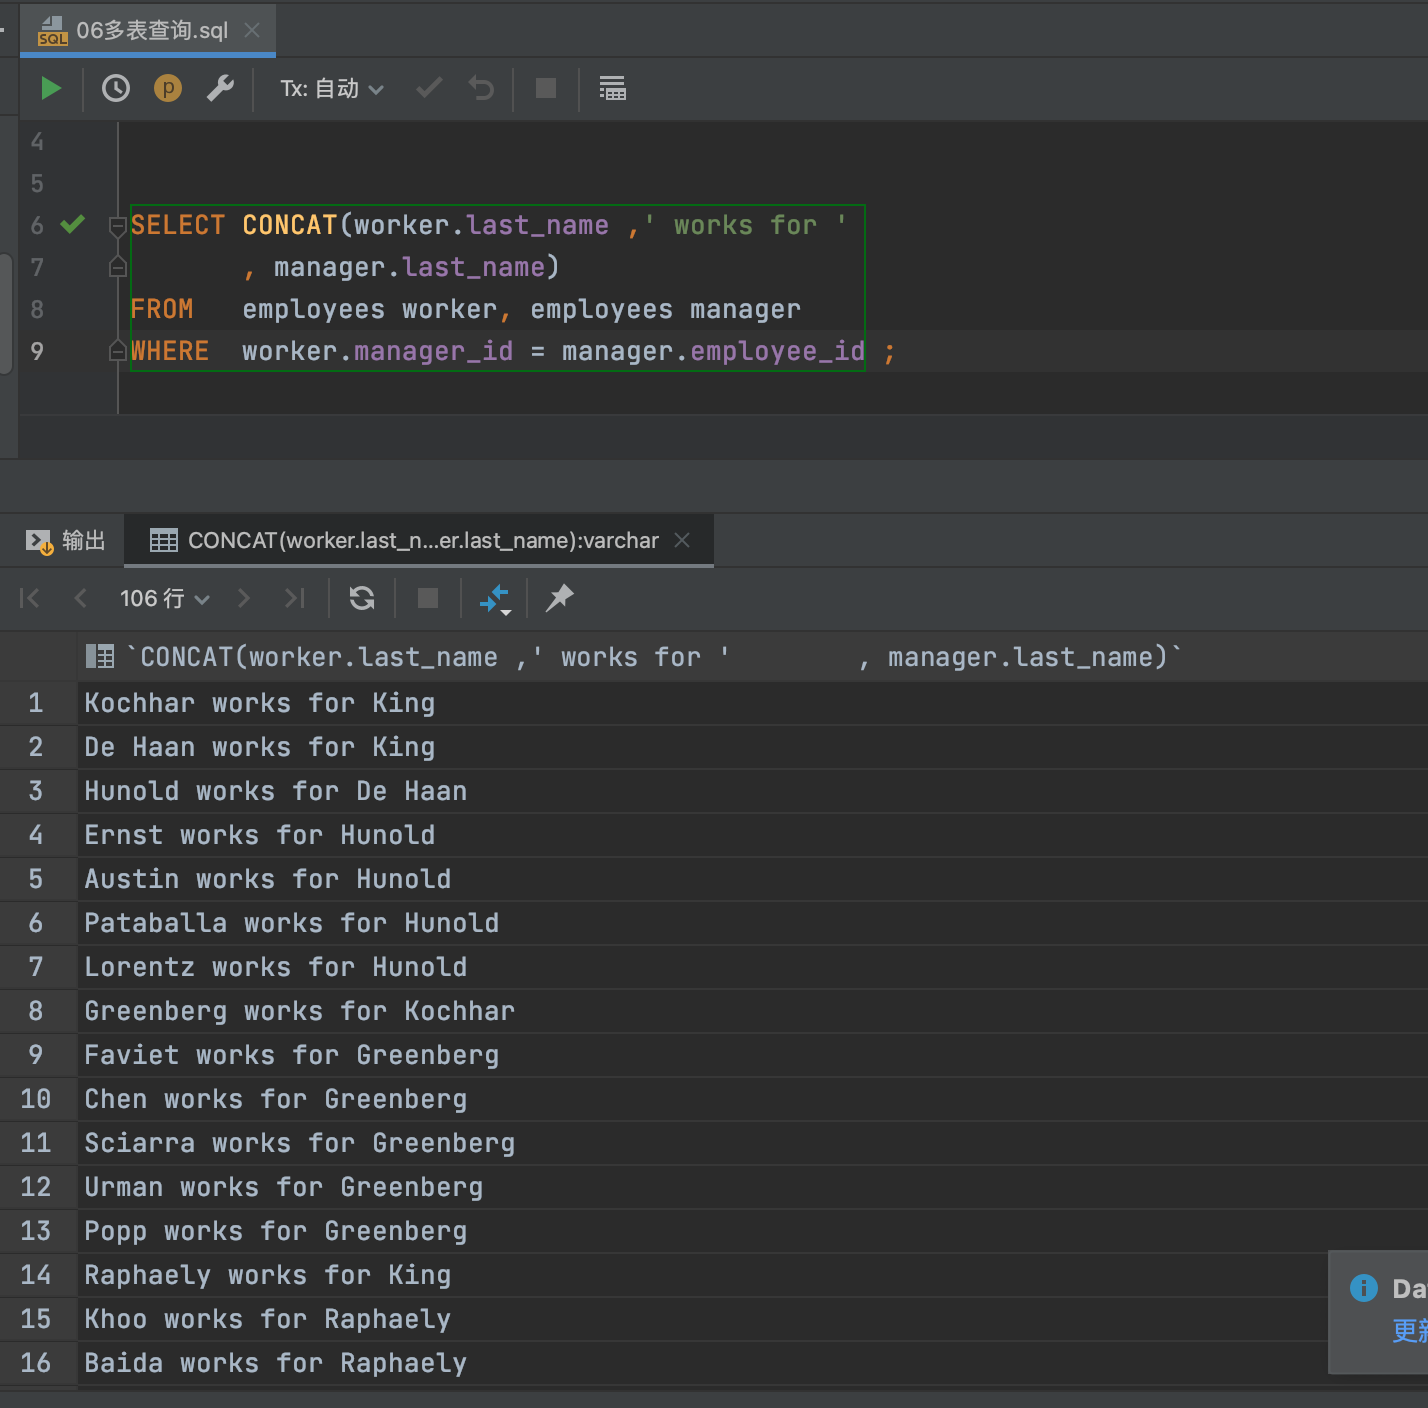 06多表查询.sql
Tx: 自动
4
5
6 SELECT CONCAT(worker.last_name ,' works for '
7 , manager.last_name)
8 FROM   employees worker, employees manager
9 WHERE  worker.manager_id = manager.employee_id ;
输出 CONCAT(worker.last_n...er.last_name):varchar
106 行
`CONCAT(worker.last_name ,' works for '        , manager.last_name)`
1 Kochhar works for King
2 De Haan works for King
3 Hunold works for De Haan
4 Ernst works for Hunold
5 Austin works for Hunold
6 Pataballa works for Hunold
7 Lorentz works for Hunold
8 Greenberg works for Kochhar
9 Faviet works for Greenberg
10 Chen works for Greenberg
11 Sciarra works for Greenberg
12 Urman works for Greenberg
13 Popp works for Greenberg
14 Raphaely works for King
15 Khoo works for Raphaely
16 Baida works for Raphaely
Da
更新